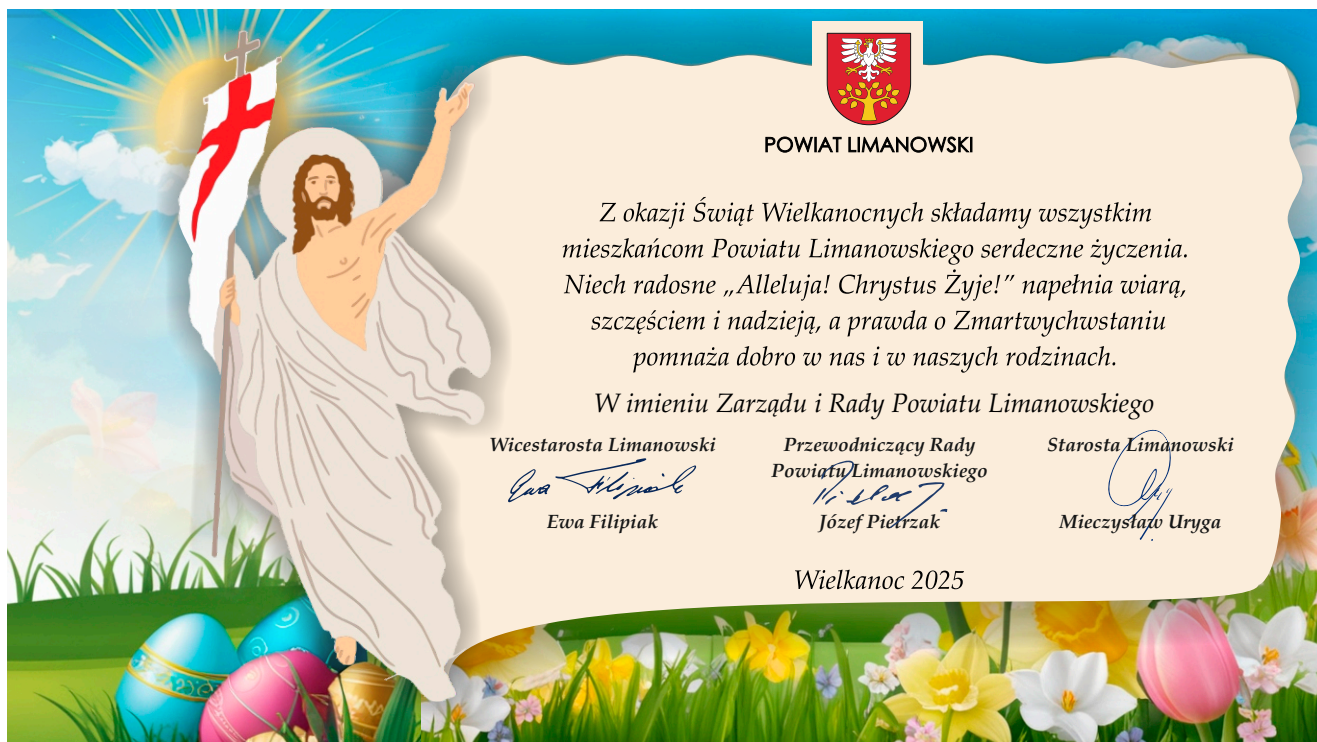 POWIAT LIMANOWSKI
Z okazji Świąt Wielkanocnych składamy wszystkim
mieszkańcom Powiatu Limanowskiego serdeczne życzenia.
Niech radosne „Alleluja! Chrystus Żyje!” napełnia wiarą,
szczęściem i nadzieją, a prawda o Zmartwychwstaniu
pomnaża dobro w nas i w naszych rodzinach.
W imieniu Zarządu i Rady Powiatu Limanowskiego
Wicestarosta Limanowski
Ewa Filipiak
Ewa Filipiak
Przewodniczący Rady
Powiatu Limanowskiego
Józef Pietrzak
Starosta Limanowski
Mieczysław Uryga
Wielkanoc 2025